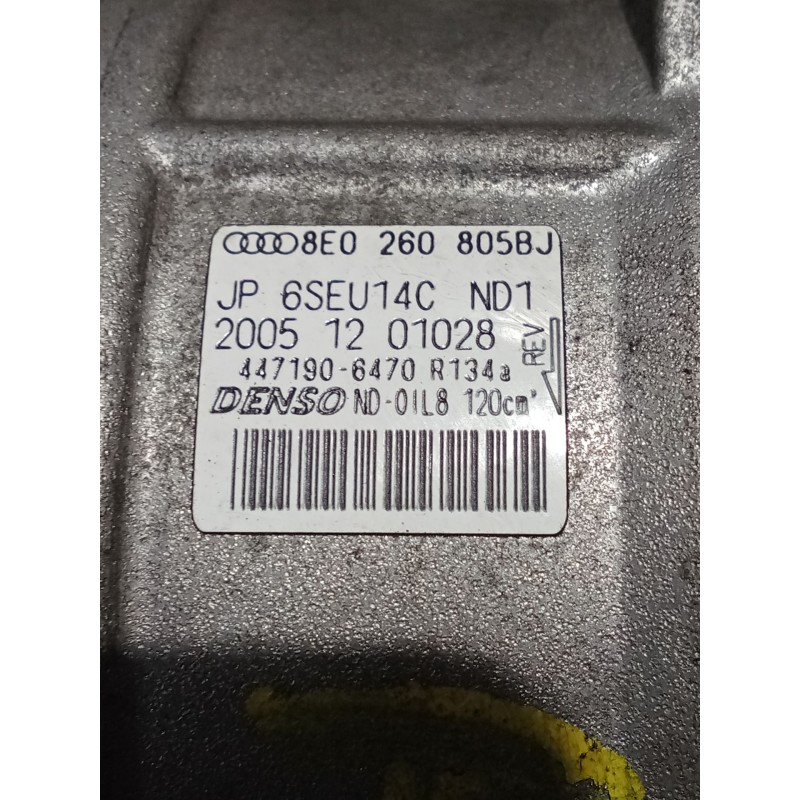 8E0 260 805BJ
JP 6SEU14C ND1
2005 12 01028
REV
447190-6470 R134a
DENSO ND-OIL8 120cm³